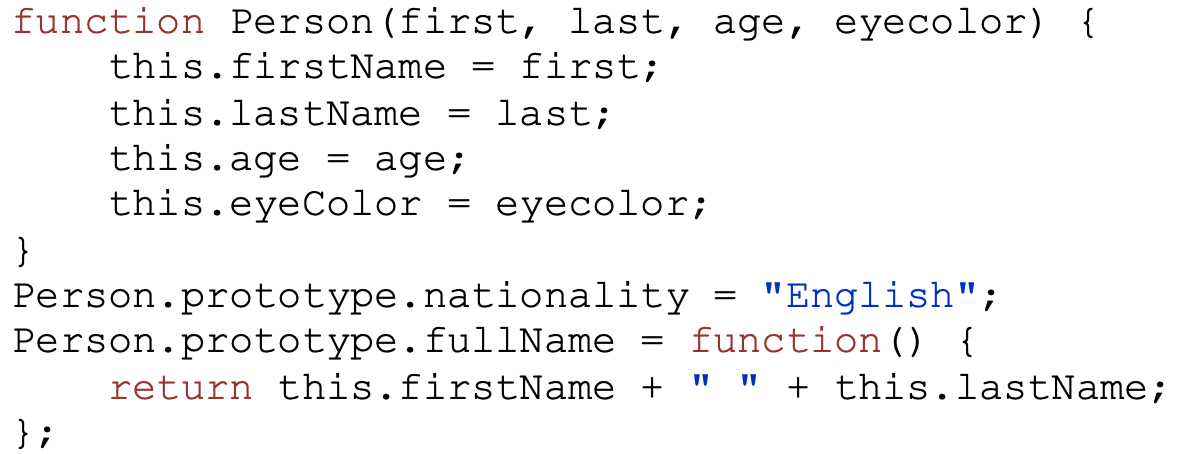 function Person(first, last, age, eyecolor) {
    this.firstName = first;
    this.lastName = last;
    this.age = age;
    this.eyeColor = eyecolor;
}
Person.prototype.nationality = "English";
Person.prototype.fullName = function() {
    return this.firstName + " " + this.lastName;
};